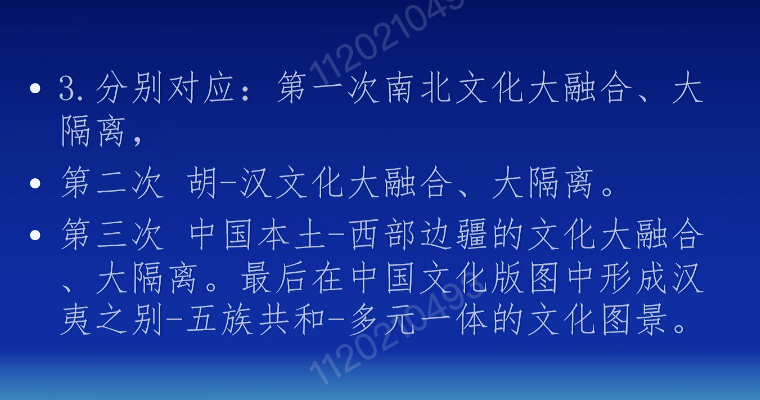 112021049
• 3.分别对应：第一次南北文化大融合、大
隔离，
• 第二次 胡-汉文化大融合、大隔离。
• 第三次 中国本土-西部边疆的文化大融合
、大隔离。最后在中国文化版图中形成汉
夷之别-五族共和-多元一体的文化图景。
1120210498